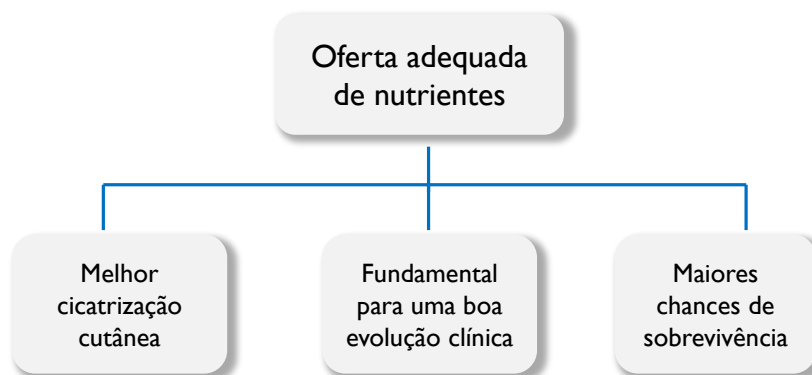 Oferta adequada
de nutrientes
Melhor
cicatrização
cutânea
Fundamental
para uma boa
evolução clínica
Maiores
chances de
sobrevivência